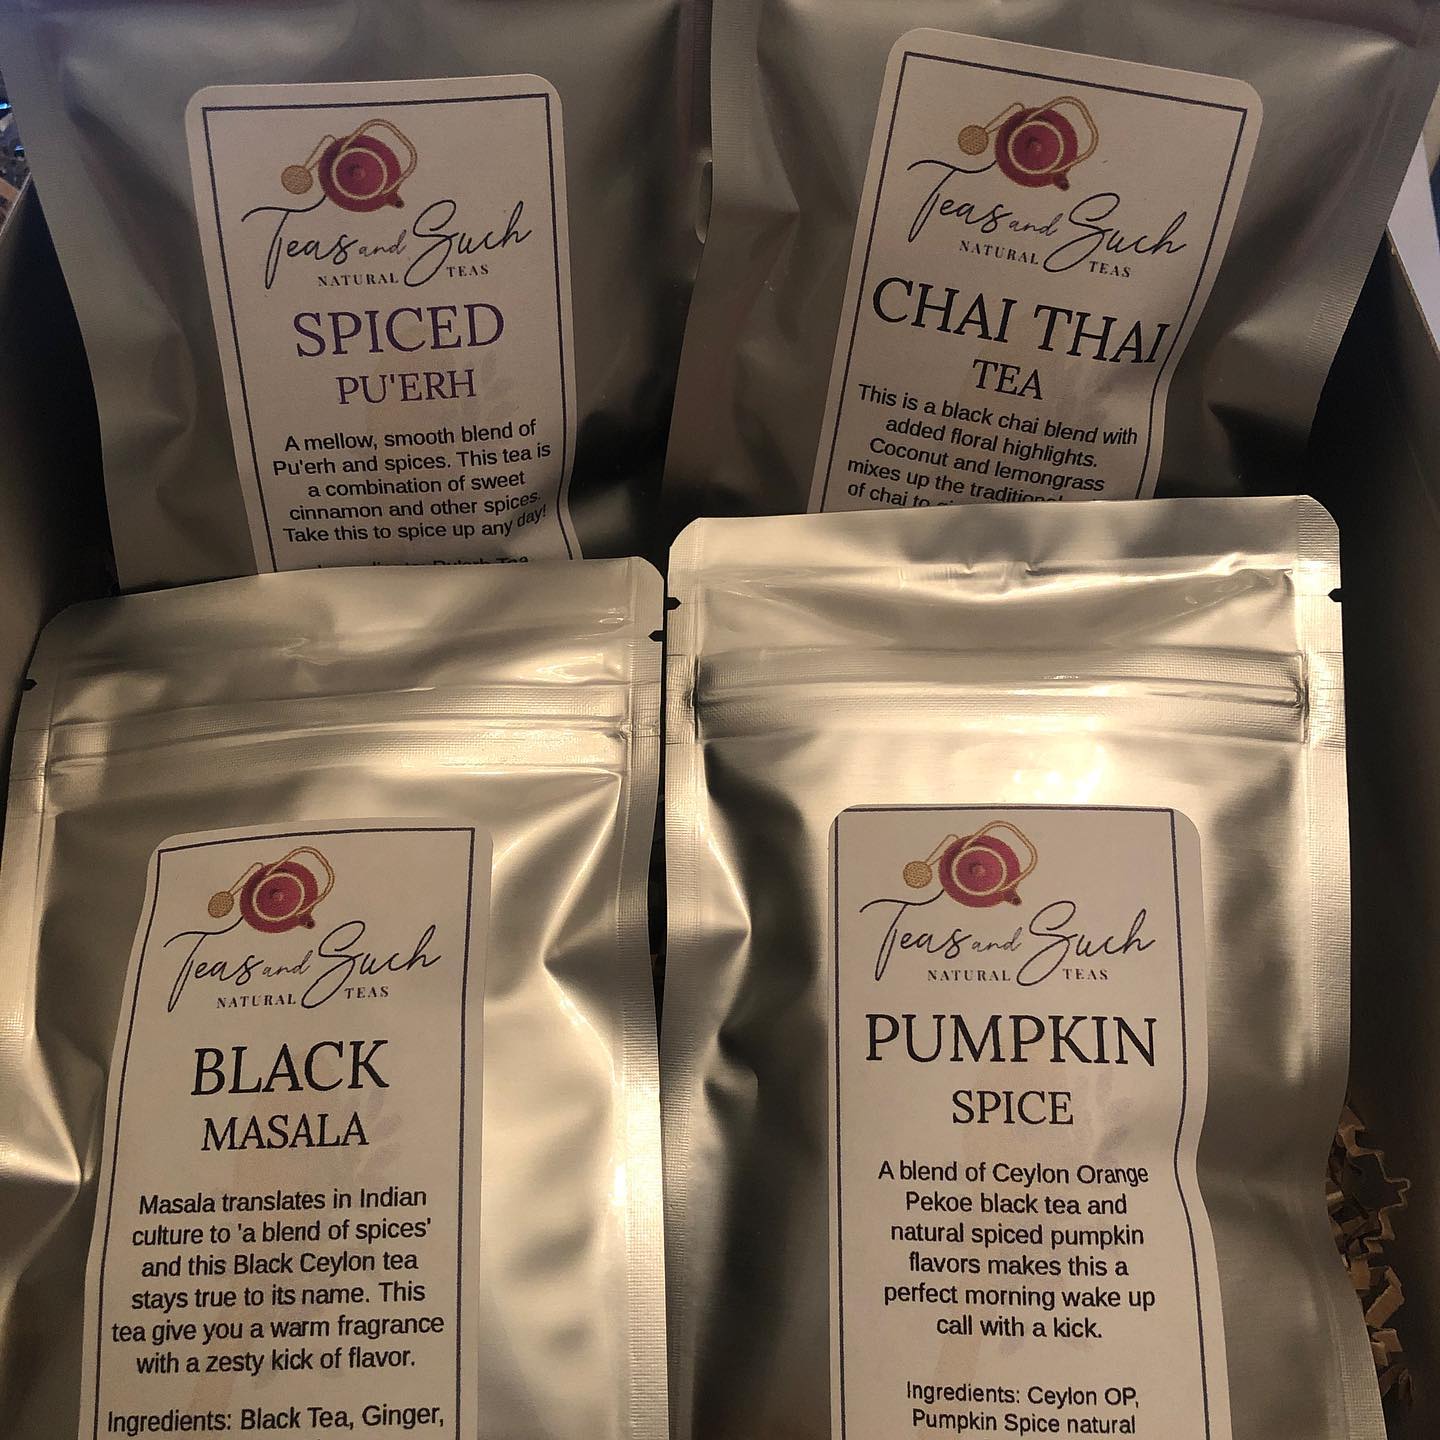 Teas and Such
NATURAL TEAS
SPICED
PU'ERH
A mellow, smooth blend of
Pu'erh and spices. This tea is
a combination of sweet
cinnamon and other spices.
Take this to spice up any day!
Teas and Such
NATURAL TEAS
CHAI THAI
TEA
This is a black chai blend with
added floral highlights.
Coconut and lemongrass
mixes up the traditional
of chai to
Teas and Such
NATURAL TEAS
BLACK
MASALA
Masala translates in Indian
culture to 'a blend of spices'
and this Black Ceylon tea
stays true to its name. This
tea give you a warm fragrance
with a zesty kick of flavor.
Ingredients: Black Tea, Ginger,
Teas and Such
NATURAL TEAS
PUMPKIN
SPICE
A blend of Ceylon Orange
Pekoe black tea and
natural spiced pumpkin
flavors makes this a
perfect morning wake up
call with a kick.
Ingredients: Ceylon OP,
Pumpkin Spice natural